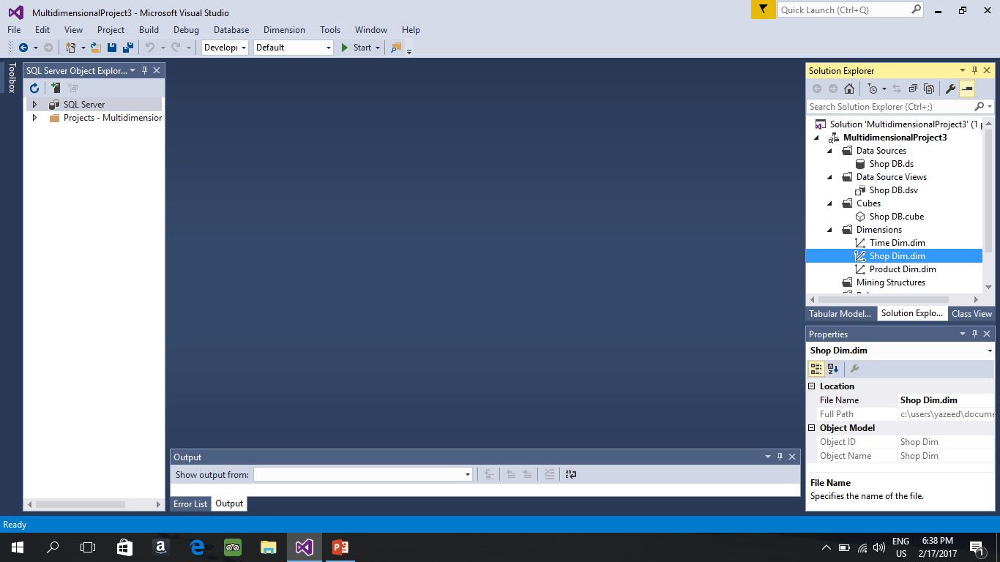 MultidimensionalProject3 - Microsoft Visual Studio
Quick Launch (Ctrl+Q)
File Edit View Project Build Debug Database Dimension Tools Window Help
Developı Default Start
Toolbox
SQL Server Object Explor...
SQL Server
Projects - Multidimension
Solution Explorer
Search Solution Explorer (Ctrl+;)
Solution 'MultidimensionalProject3' (1 p
MultidimensionalProject3
Data Sources
Shop DB.ds
Data Source Views
Shop DB.dsv
Cubes
Shop DB.cube
Dimensions
Time Dim.dim
Shop Dim.dim
Product Dim.dim
Mining Structures
Tabular Model... Solution Explo... Class View
Properties
Shop Dim.dim
Location
File Name Shop Dim.dim
Full Path c:\users\yazeed\docume
Object Model
Object ID Shop Dim
Object Name Shop Dim
File Name
Specifies the name of the file.
Output
Show output from:
Error List Output
Ready
ENG
US
6:38 PM
2/17/2017
1